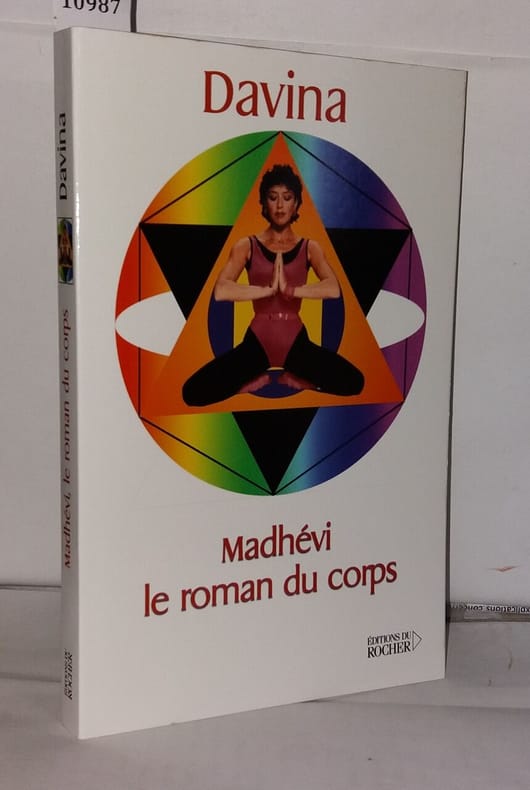 10987
Davina
Madhévi
le roman du corps
ÉDITIONS DU
ROCHER
Davina
Madhévi, le roman du corps
ÉDITIONS DU
ROCHER